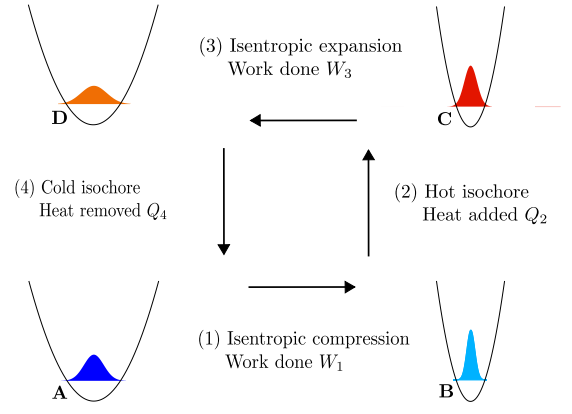 (3) Isentropic expansion
Work done W₃
D
C
(4) Cold isochore
Heat removed Q₄
(2) Hot isochore
Heat added Q₂
(1) Isentropic compression
Work done W₁
A
B